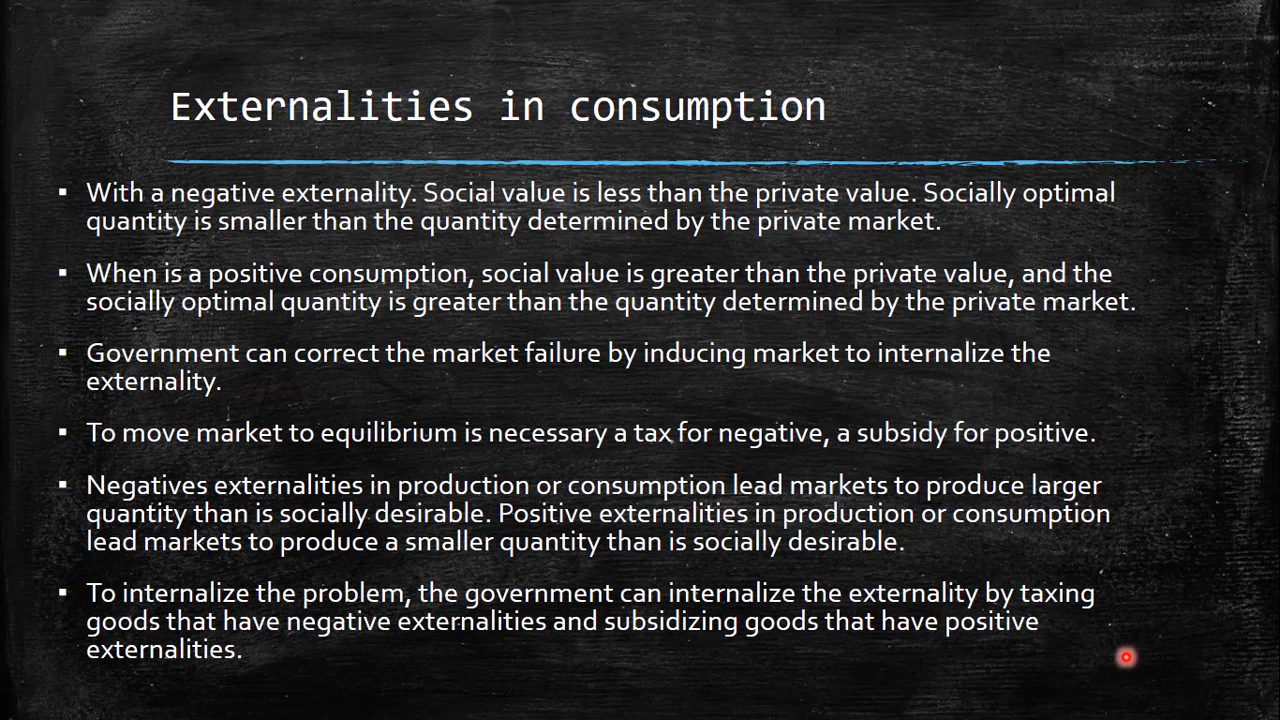 Externalities in consumption
▪ With a negative externality. Social value is less than the private value. Socially optimal
quantity is smaller than the quantity determined by the private market.
▪ When is a positive consumption, social value is greater than the private value, and the
socially optimal quantity is greater than the quantity determined by the private market.
▪ Government can correct the market failure by inducing market to internalize the
externality.
▪ To move market to equilibrium is necessary a tax for negative, a subsidy for positive.
▪ Negatives externalities in production or consumption lead markets to produce larger
quantity than is socially desirable. Positive externalities in production or consumption
lead markets to produce a smaller quantity than is socially desirable.
▪ To internalize the problem, the government can internalize the externality by taxing
goods that have negative externalities and subsidizing goods that have positive
externalities.